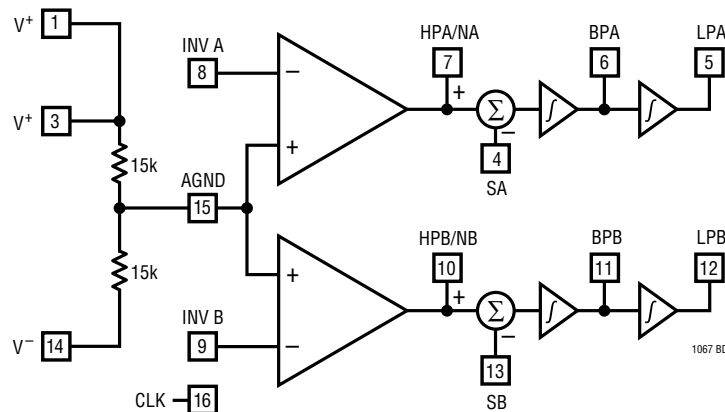 V+ 1
V+ 3
15k
15k
V− 14
AGND
15
INV A
8
−
+
HPA/NA
7
+
Σ
−
4
SA
∫
BPA
6
∫
LPA
5
+
−
INV B
9
HPB/NB
10
+
Σ
−
13
SB
∫
BPB
11
∫
LPB
12
CLK 16
1067 BD